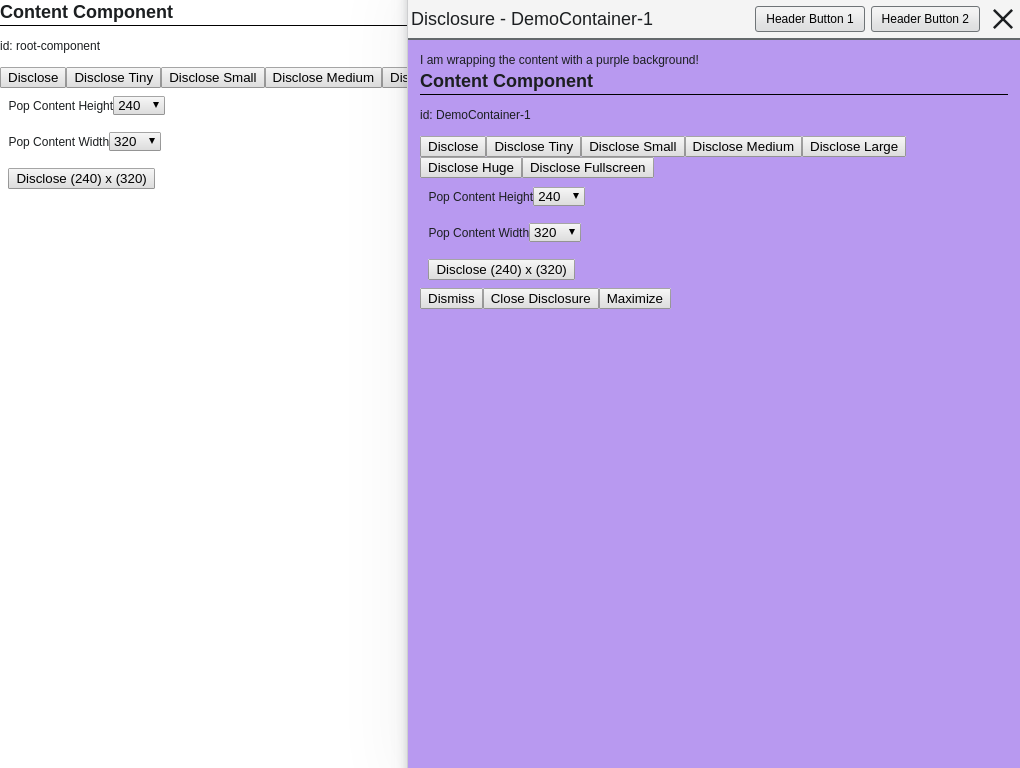 Content Component
id: root-component
Disclose Disclose Tiny Disclose Small Disclose Medium Dis
Pop Content Height 240
Pop Content Width 320
Disclose (240) x (320)
Disclosure - DemoContainer-1 Header Button 1 Header Button 2
I am wrapping the content with a purple background!
Content Component
id: DemoContainer-1
Disclose Disclose Tiny Disclose Small Disclose Medium Disclose Large
Disclose Huge Disclose Fullscreen
Pop Content Height 240
Pop Content Width 320
Disclose (240) x (320)
Dismiss Close Disclosure Maximize